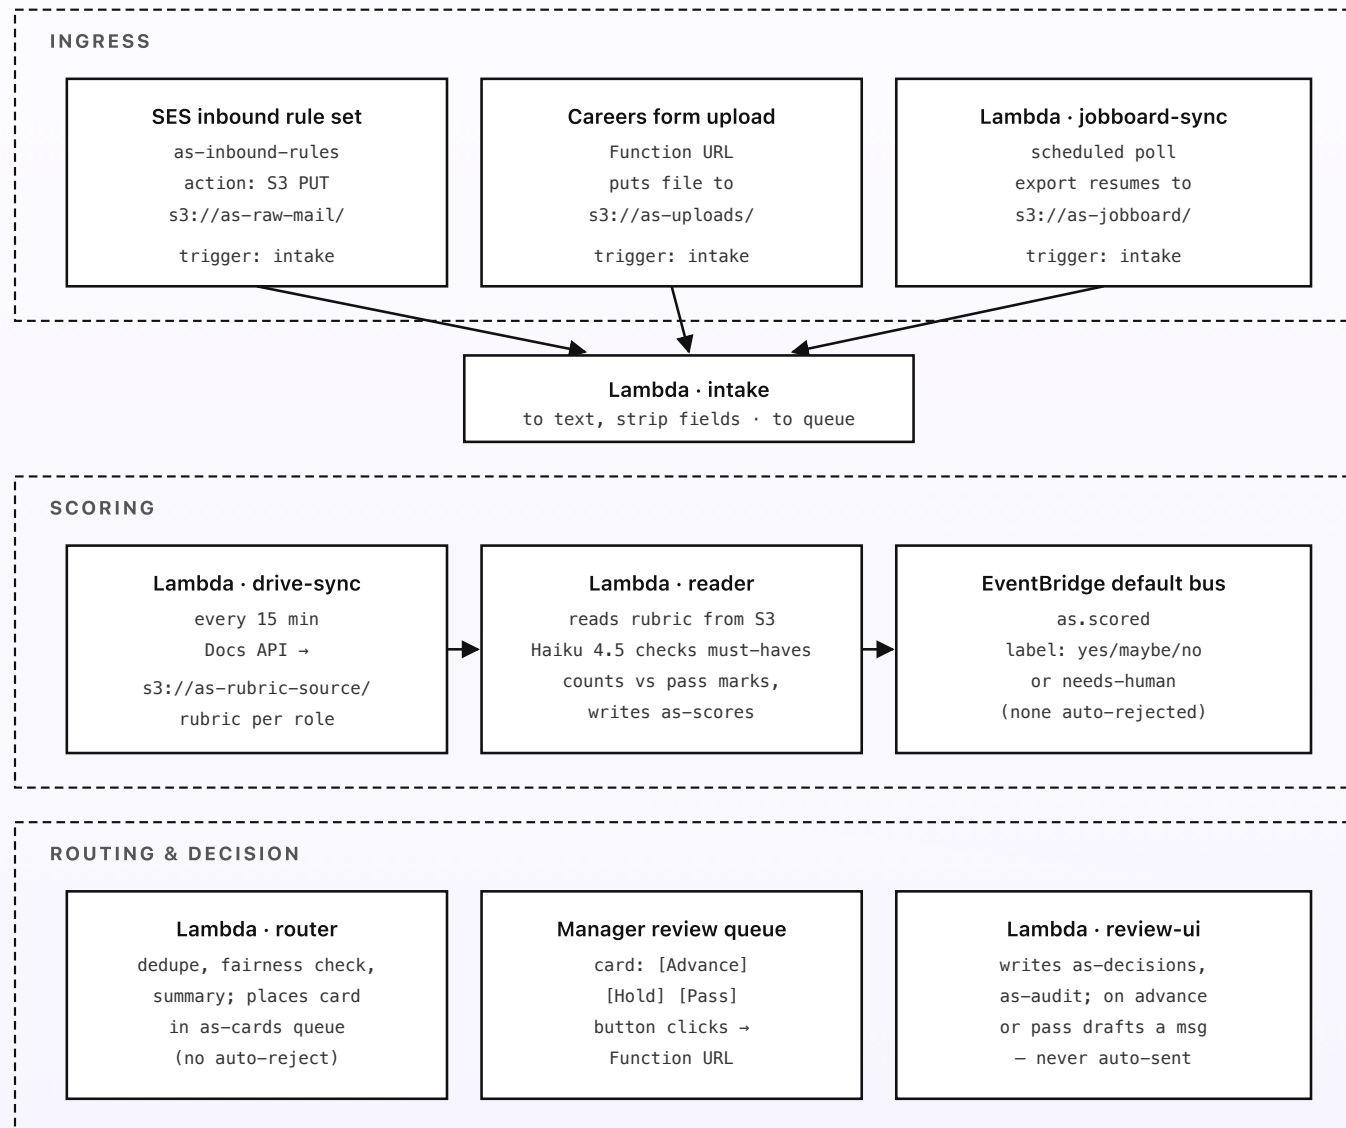 INGRESS
SES inbound rule set
as-inbound-rules
action: S3 PUT
s3://as-raw-mail/
trigger: intake
Careers form upload
Function URL
puts file to
s3://as-uploads/
trigger: intake
Lambda · jobboard-sync
scheduled poll
export resumes to
s3://as-jobboard/
trigger: intake
Lambda · intake
to text, strip fields · to queue
SCORING
Lambda · drive-sync
every 15 min
Docs API →
s3://as-rubric-source/
rubric per role
Lambda · reader
reads rubric from S3
Haiku 4.5 checks must-haves
counts vs pass marks,
writes as-scores
EventBridge default bus
as.scored
label: yes/maybe/no
or needs-human
(none auto-rejected)
ROUTING & DECISION
Lambda · router
dedupe, fairness check,
summary; places card
in as-cards queue
(no auto-reject)
Manager review queue
card: [Advance]
[Hold] [Pass]
button clicks →
Function URL
Lambda · review-ui
writes as-decisions,
as-audit; on advance
or pass drafts a msg
— never auto-sent